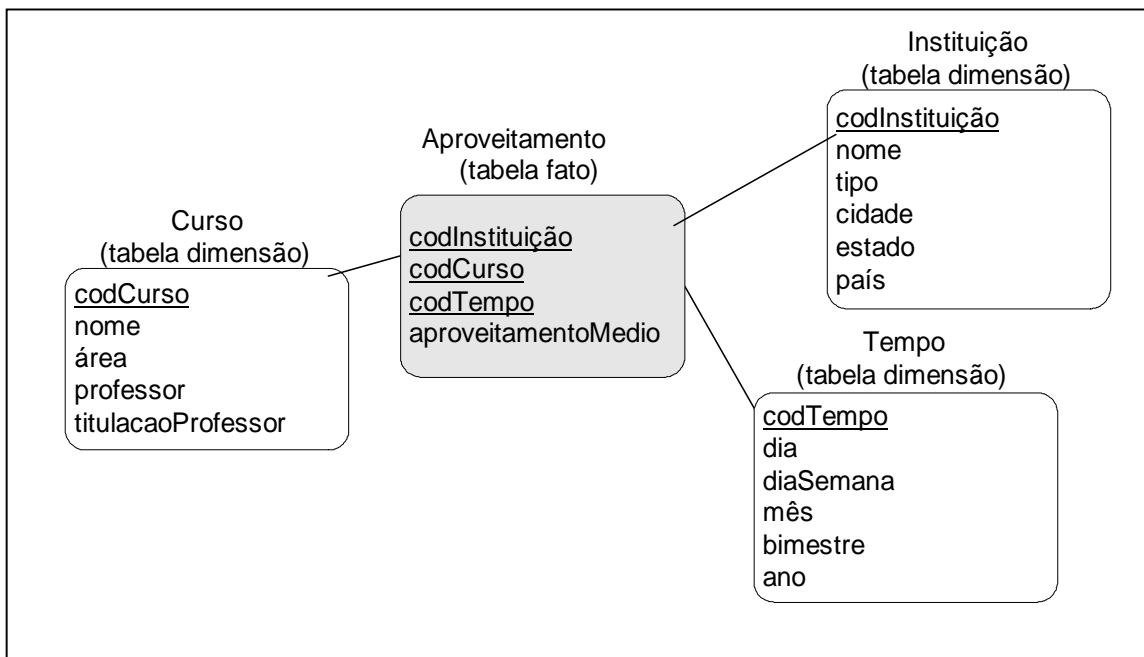 Instituição
(tabela dimensão)
codInstituição
nome
tipo
cidade
estado
país
Aproveitamento
(tabela fato)
codInstituição
codCurso
codTempo
aproveitamentoMedio
Curso
(tabela dimensão)
codCurso
nome
área
professor
titulacaoProfessor
Tempo
(tabela dimensão)
codTempo
dia
diaSemana
mês
bimestre
ano